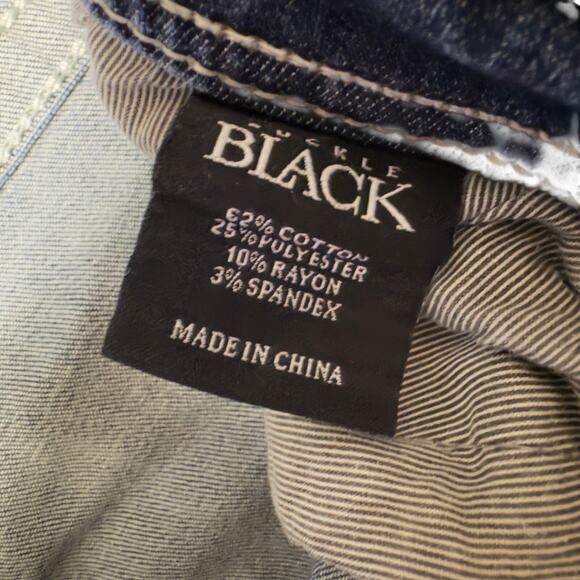 BUCKLE
BLACK
62% COTTON
25% POLYESTER
10% RAYON
3% SPANDEX
MADE IN CHINA